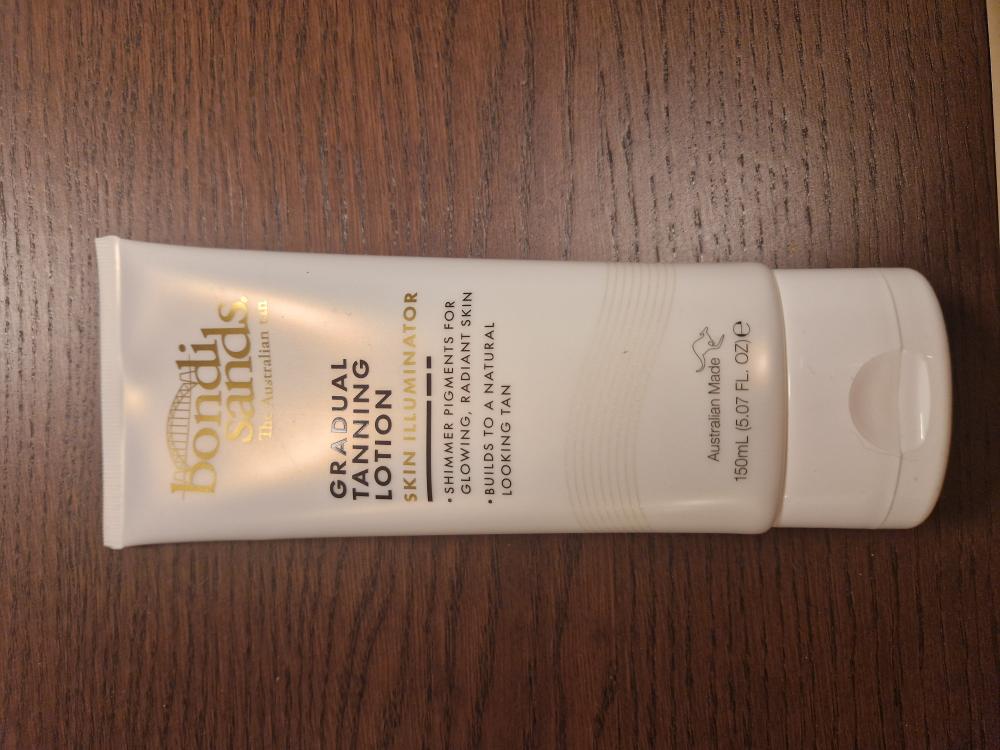 bondi
sands.
The Australian tan
GRADUAL
TANNING
LOTION
SKIN ILLUMINATOR
• SHIMMER PIGMENTS FOR
GLOWING, RADIANT SKIN
• BUILDS TO A NATURAL
LOOKING TAN
Australian Made
150mL (5.07 FL. OZ) ℮